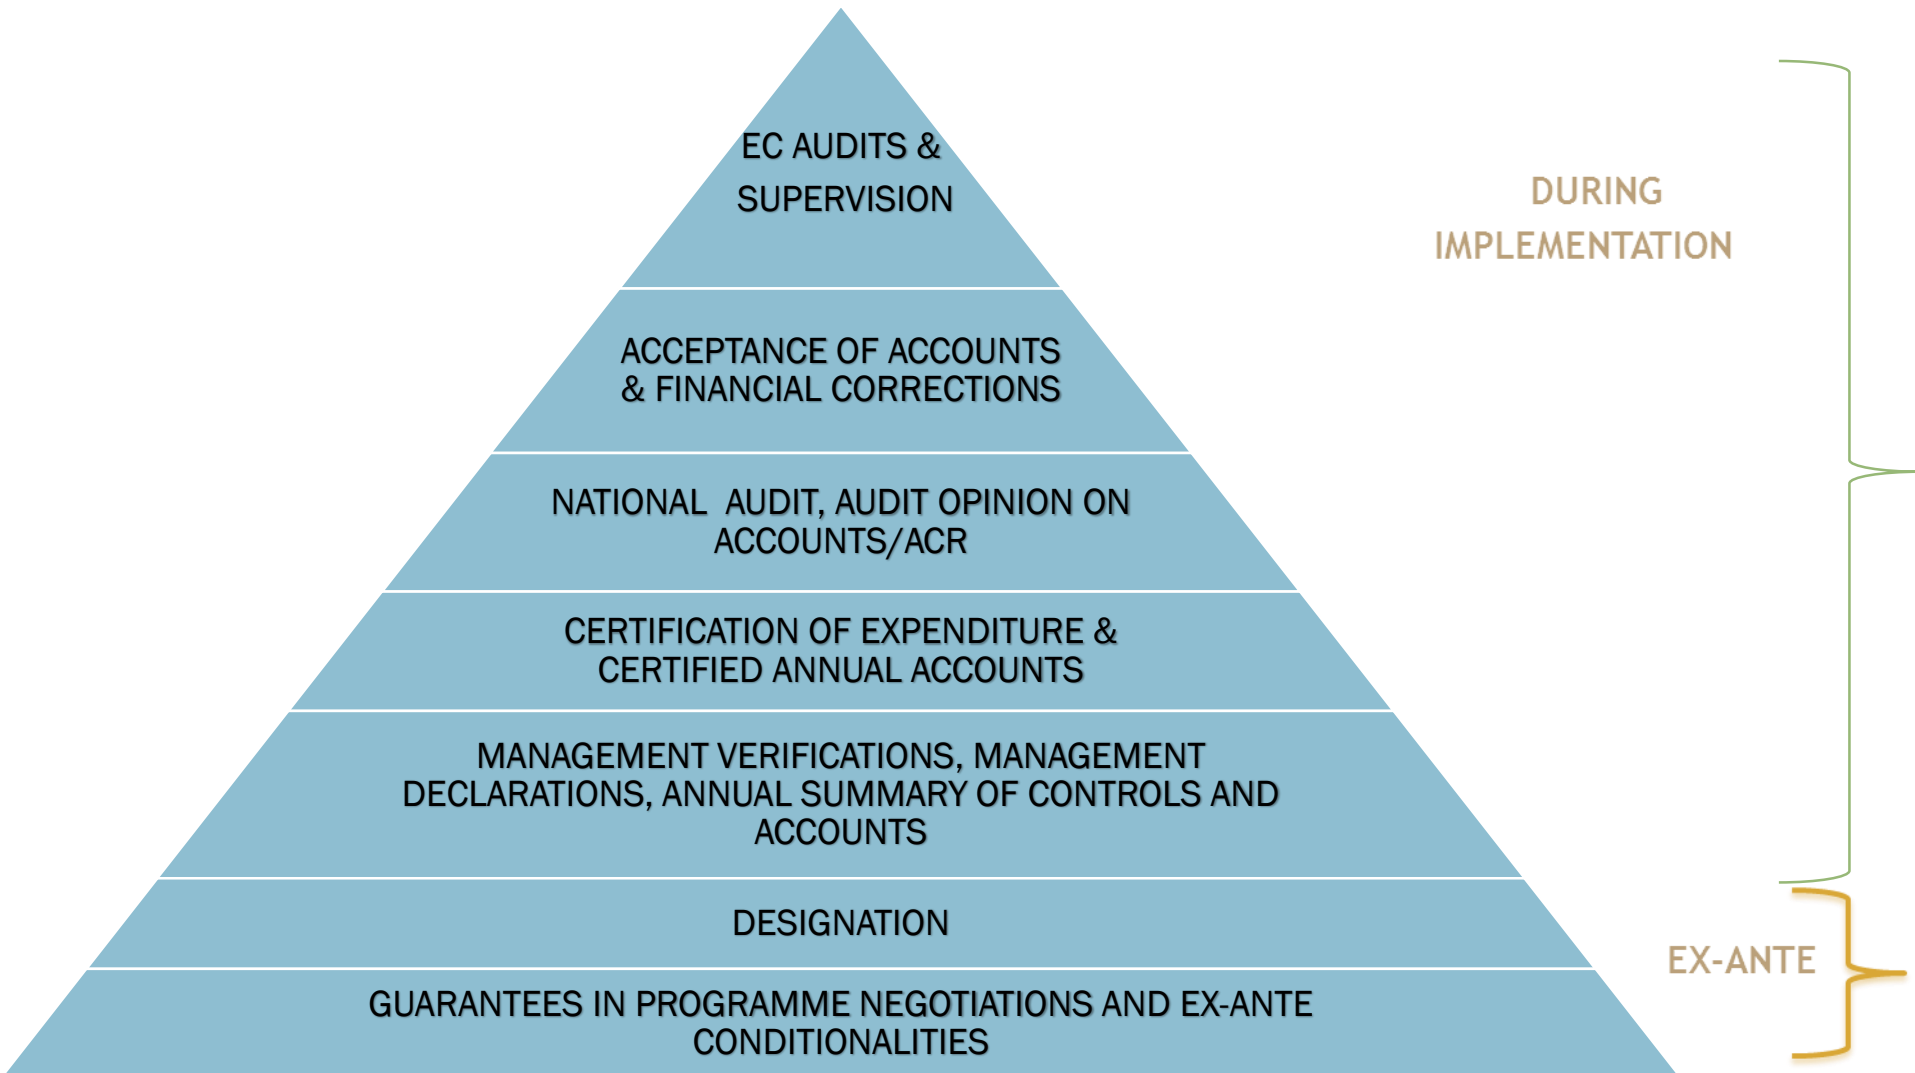 EC AUDITS &
SUPERVISION
DURING
IMPLEMENTATION
ACCEPTANCE OF ACCOUNTS
& FINANCIAL CORRECTIONS
NATIONAL  AUDIT, AUDIT OPINION ON
ACCOUNTS/ACR
CERTIFICATION OF EXPENDITURE &
CERTIFIED ANNUAL ACCOUNTS
MANAGEMENT VERIFICATIONS, MANAGEMENT
DECLARATIONS, ANNUAL SUMMARY OF CONTROLS AND
ACCOUNTS
DESIGNATION
EX-ANTE
GUARANTEES IN PROGRAMME NEGOTIATIONS AND EX-ANTE
CONDITIONALITIES